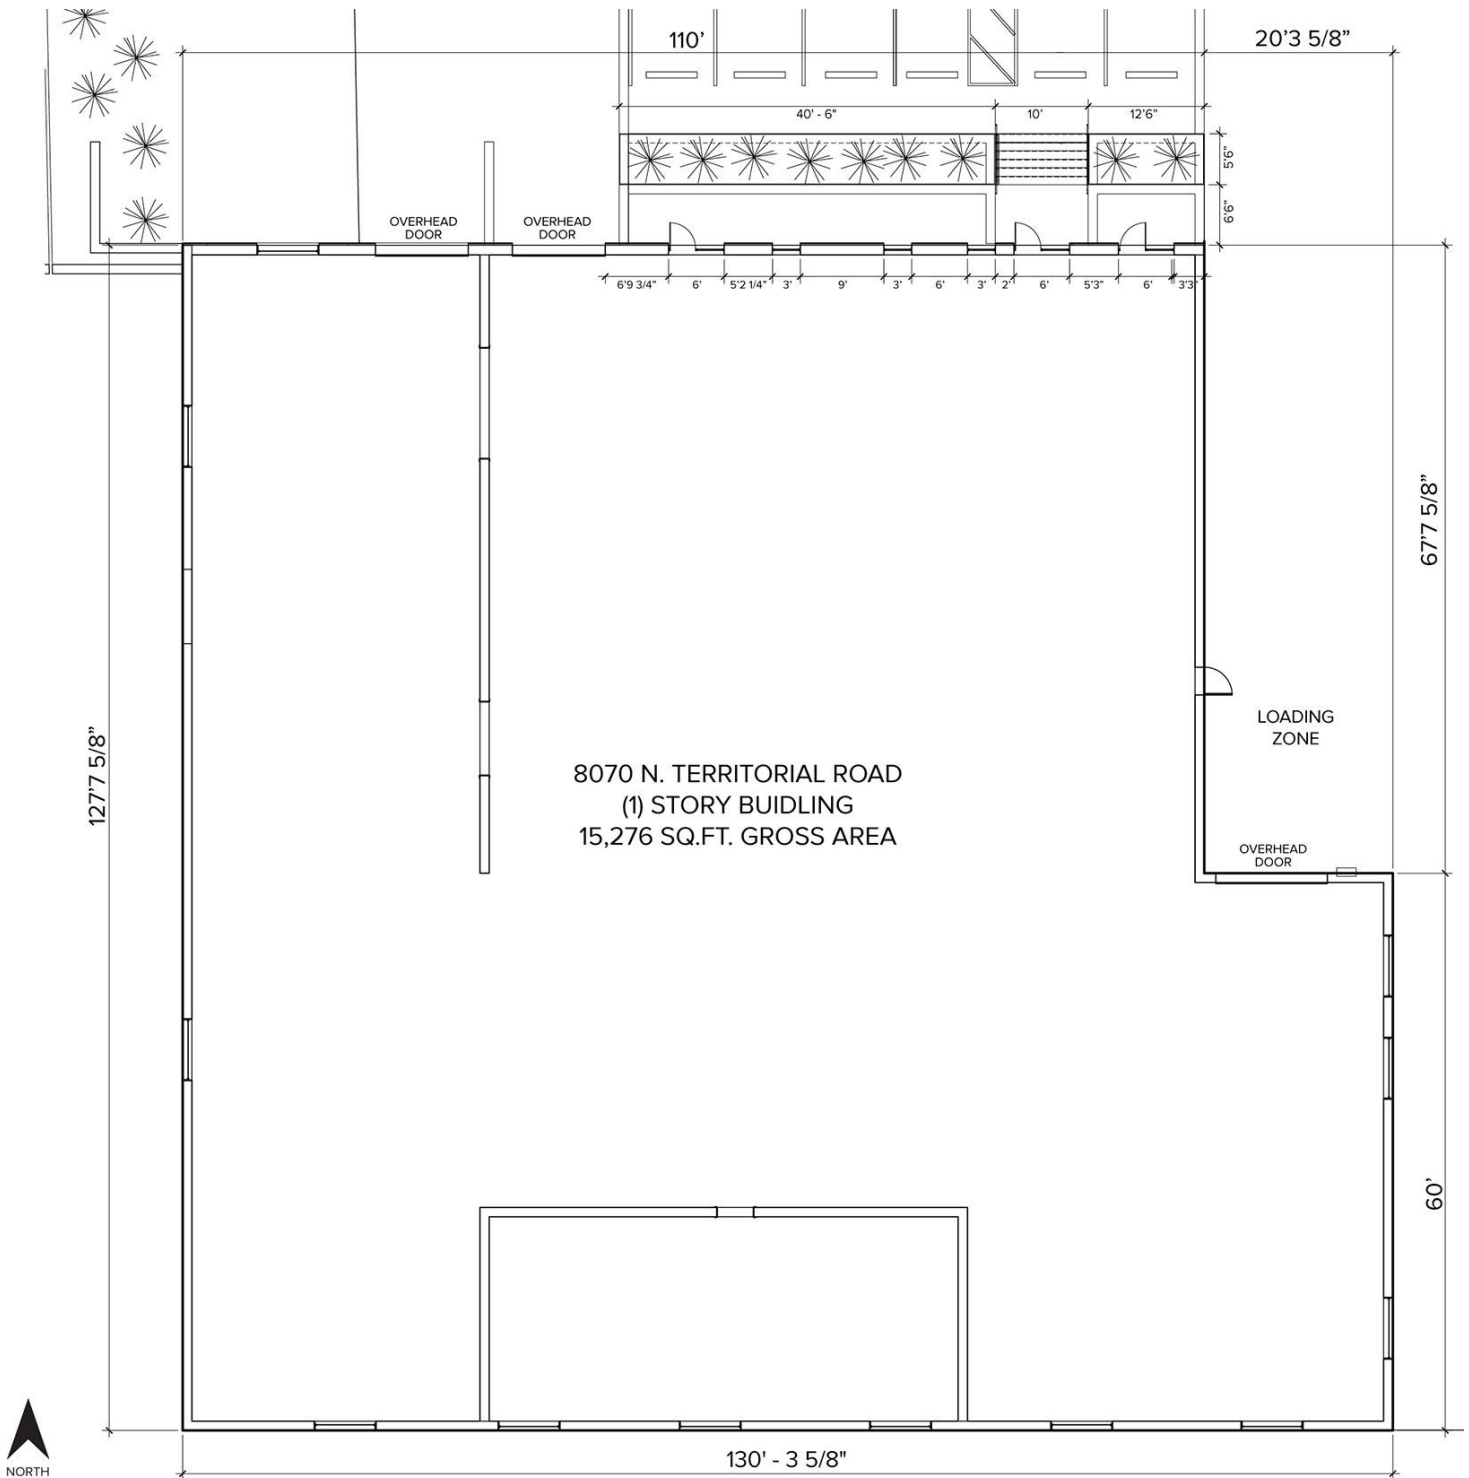 110’
20’3 5/8”
40' - 6"
10'
12'6"
5'6"
6'6"
OVERHEAD
DOOR
OVERHEAD
DOOR
6'9 3/4"
6'
5'2 1/4"
3'
9'
3'
6'
3'
2'
6'
5'3"
6'
3'3"
67’7 5/8”
127’7 5/8”
LOADING
ZONE
8070 N. TERRITORIAL ROAD
(1) STORY BUIDLING
15,276 SQ.FT. GROSS AREA
OVERHEAD
DOOR
60’
130' - 3 5/8"
NORTH